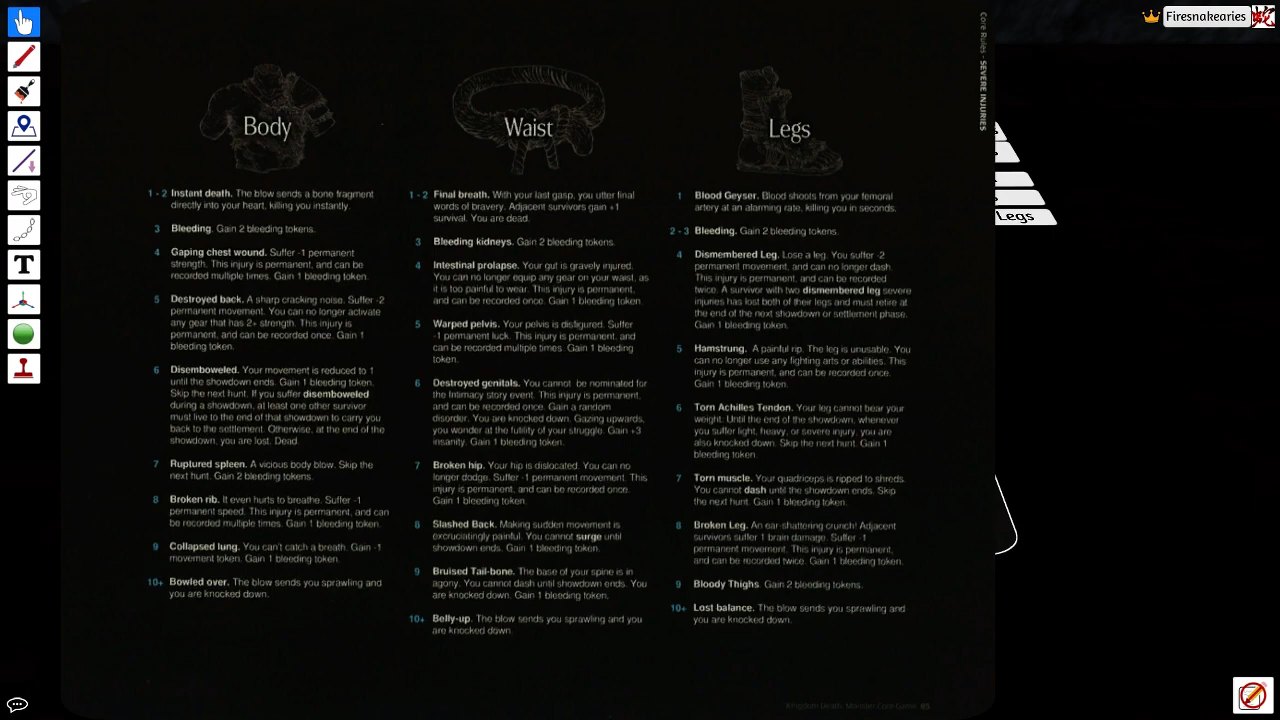 Firesnakearies
Core Rules - SEVERE INJURIES
Body
1 - 2 Instant death. The blow sends a bone fragment
directly into your heart, killing you instantly.
3 Bleeding. Gain 2 bleeding tokens.
4 Gaping chest wound. Suffer -1 permanent
strength. This injury is permanent, and can be
recorded multiple times. Gain 1 bleeding token.
5 Destroyed back. A sharp cracking noise. Suffer -2
permanent movement. You can no longer activate
any gear that has 2+ strength. This injury is
permanent, and can be recorded once. Gain 1
bleeding token.
6 Disemboweled. Your movement is reduced to 1
until the showdown ends. Gain 1 bleeding token.
Skip the next hunt. If you suffer disemboweled
during a showdown, at least one other survivor
must live to the end of that showdown to carry you
back to the settlement. Otherwise, at the end of the
showdown, you are lost. Dead.
7 Ruptured spleen. A vicious body blow. Skip the
next hunt. Gain 2 bleeding tokens.
8 Broken rib. It even hurts to breathe. Suffer -1
permanent speed. This injury is permanent, and can
be recorded multiple times. Gain 1 bleeding token.
9 Collapsed lung. You can't catch a breath. Gain -1
movement token. Gain 1 bleeding token.
10+ Bowled over. The blow sends you sprawling and
you are knocked down.
Waist
1 - 2 Final breath. With your last gasp, you utter final
words of bravery. Adjacent survivors gain +1
survival. You are dead.
3 Bleeding kidneys. Gain 2 bleeding tokens.
4 Intestinal prolapse. Your gut is gravely injured.
You can no longer equip any gear on your waist, as
it is too painful to wear. This injury is permanent,
and can be recorded once. Gain 1 bleeding token.
5 Warped pelvis. Your pelvis is disfigured. Suffer
-1 permanent luck. This injury is permanent, and
can be recorded multiple times. Gain 1 bleeding
token.
6 Destroyed genitals. You cannot be nominated for
the Intimacy story event. This injury is permanent,
and can be recorded once. Gain a random
disorder. You are knocked down. Gazing upwards,
you wonder at the futility of your struggle. Gain +3
insanity. Gain 1 bleeding token.
7 Broken hip. Your hip is dislocated. You can no
longer dodge. Suffer -1 permanent movement. This
injury is permanent, and can be recorded once.
Gain 1 bleeding token.
8 Slashed Back. Making sudden movement is
excruciatingly painful. You cannot surge until
showdown ends. Gain 1 bleeding token.
9 Bruised Tail-bone. The base of your spine is in
agony. You cannot dash until showdown ends. You
are knocked down. Gain 1 bleeding token.
10+ Belly-up. The blow sends you sprawling and you
are knocked down.
Legs
1 Blood Geyser. Blood shoots from your femoral
artery at an alarming rate, killing you in seconds.
2 - 3 Bleeding. Gain 2 bleeding tokens.
4 Dismembered Leg. Lose a leg. You suffer -2
permanent movement, and can no longer dash.
This injury is permanent, and can be recorded
twice. A survivor with two dismembered leg severe
injuries has lost both of their legs and must retire at
the end of the next showdown or settlement phase.
Gain 1 bleeding token.
5 Hamstrung. A painful rip. The leg is unusable. You
can no longer use any fighting arts or abilities. This
injury is permanent, and can be recorded once.
Gain 1 bleeding token.
6 Torn Achilles Tendon. Your leg cannot bear your
weight. Until the end of the showdown, whenever
you suffer light, heavy, or severe injury, you are
also knocked down. Skip the next hunt. Gain 1
bleeding token.
7 Torn muscle. Your quadriceps is ripped to shreds.
You cannot dash until the showdown ends. Skip
the next hunt. Gain 1 bleeding token.
8 Broken Leg. An ear-shattering crunch! Adjacent
survivors suffer 1 brain damage. Suffer -1
permanent movement. This injury is permanent,
and can be recorded twice. Gain 1 bleeding token.
9 Bloody Thighs. Gain 2 bleeding tokens.
10+ Lost balance. The blow sends you sprawling and
you are knocked down.
Legs
T
Kingdom Death: Monster Core Game 85